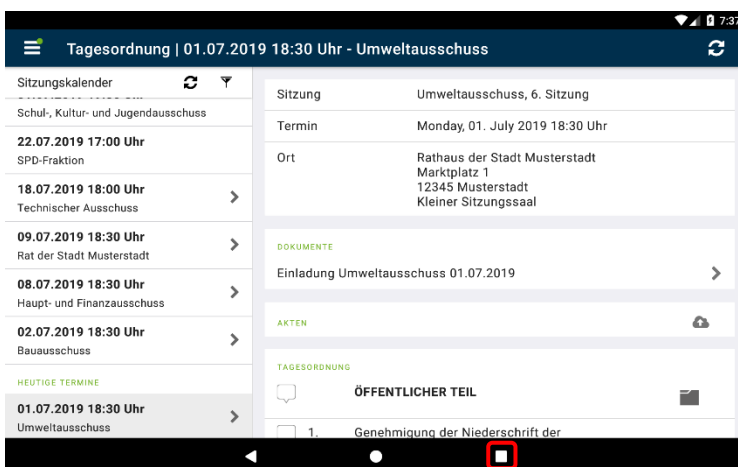 7:37
Tagesordnung | 01.07.2019 18:30 Uhr - Umweltausschuss
Sitzungskalender
Schul-, Kultur- und Jugendausschuss
22.07.2019 17:00 Uhr
SPD-Fraktion
18.07.2019 18:00 Uhr
Technischer Ausschuss
09.07.2019 18:30 Uhr
Rat der Stadt Musterstadt
08.07.2019 18:30 Uhr
Haupt- und Finanzausschuss
02.07.2019 18:30 Uhr
Bauausschuss
HEUTIGE TERMINE
01.07.2019 18:30 Uhr
Umweltausschuss
Sitzung Umweltausschuss, 6. Sitzung
Termin Monday, 01. July 2019 18:30 Uhr
Ort Rathaus der Stadt Musterstadt
Marktplatz 1
12345 Musterstadt
Kleiner Sitzungssaal
DOKUMENTE
Einladung Umweltausschuss 01.07.2019
AKTEN
TAGESORDNUNG
ÖFFENTLICHER TEIL
1. Genehmigung der Niederschrift der